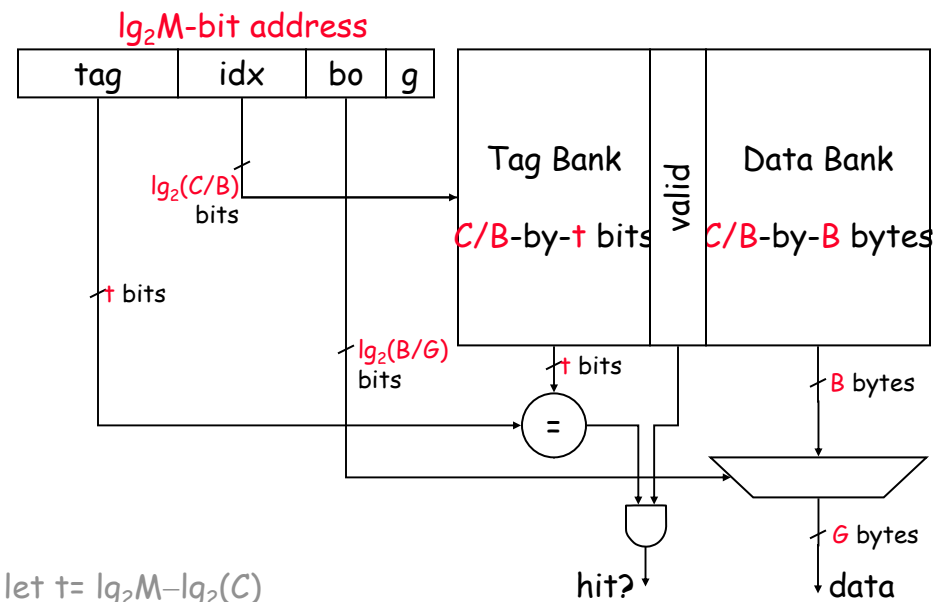 lg₂M-bit address
tag idx bo g
Tag Bank
C/B-by-t bits
valid
Data Bank
C/B-by-B bytes
lg₂(C/B)
bits
t bits
lg₂(B/G)
bits
t bits
B bytes
=
G bytes
hit?
data
let t= lg₂M–lg₂(C)